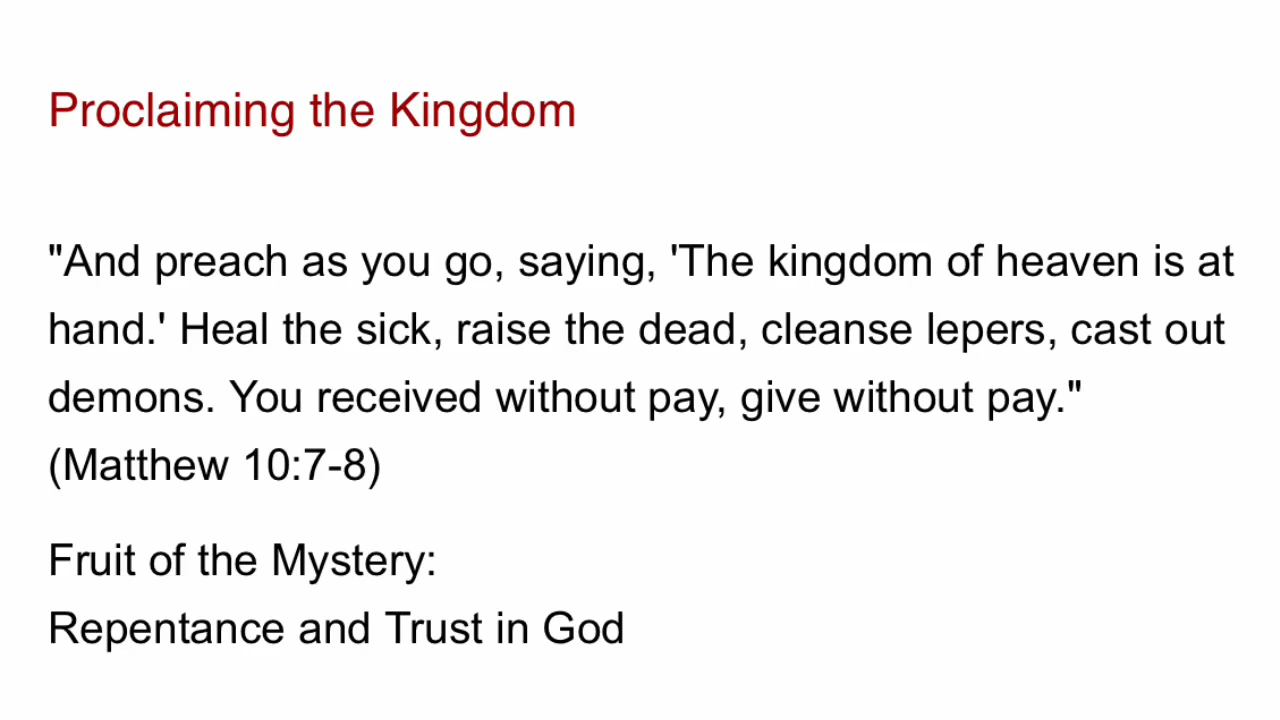 Proclaiming the Kingdom
"And preach as you go, saying, 'The kingdom of heaven is at
hand.' Heal the sick, raise the dead, cleanse lepers, cast out
demons. You received without pay, give without pay."
(Matthew 10:7-8)
Fruit of the Mystery:
Repentance and Trust in God